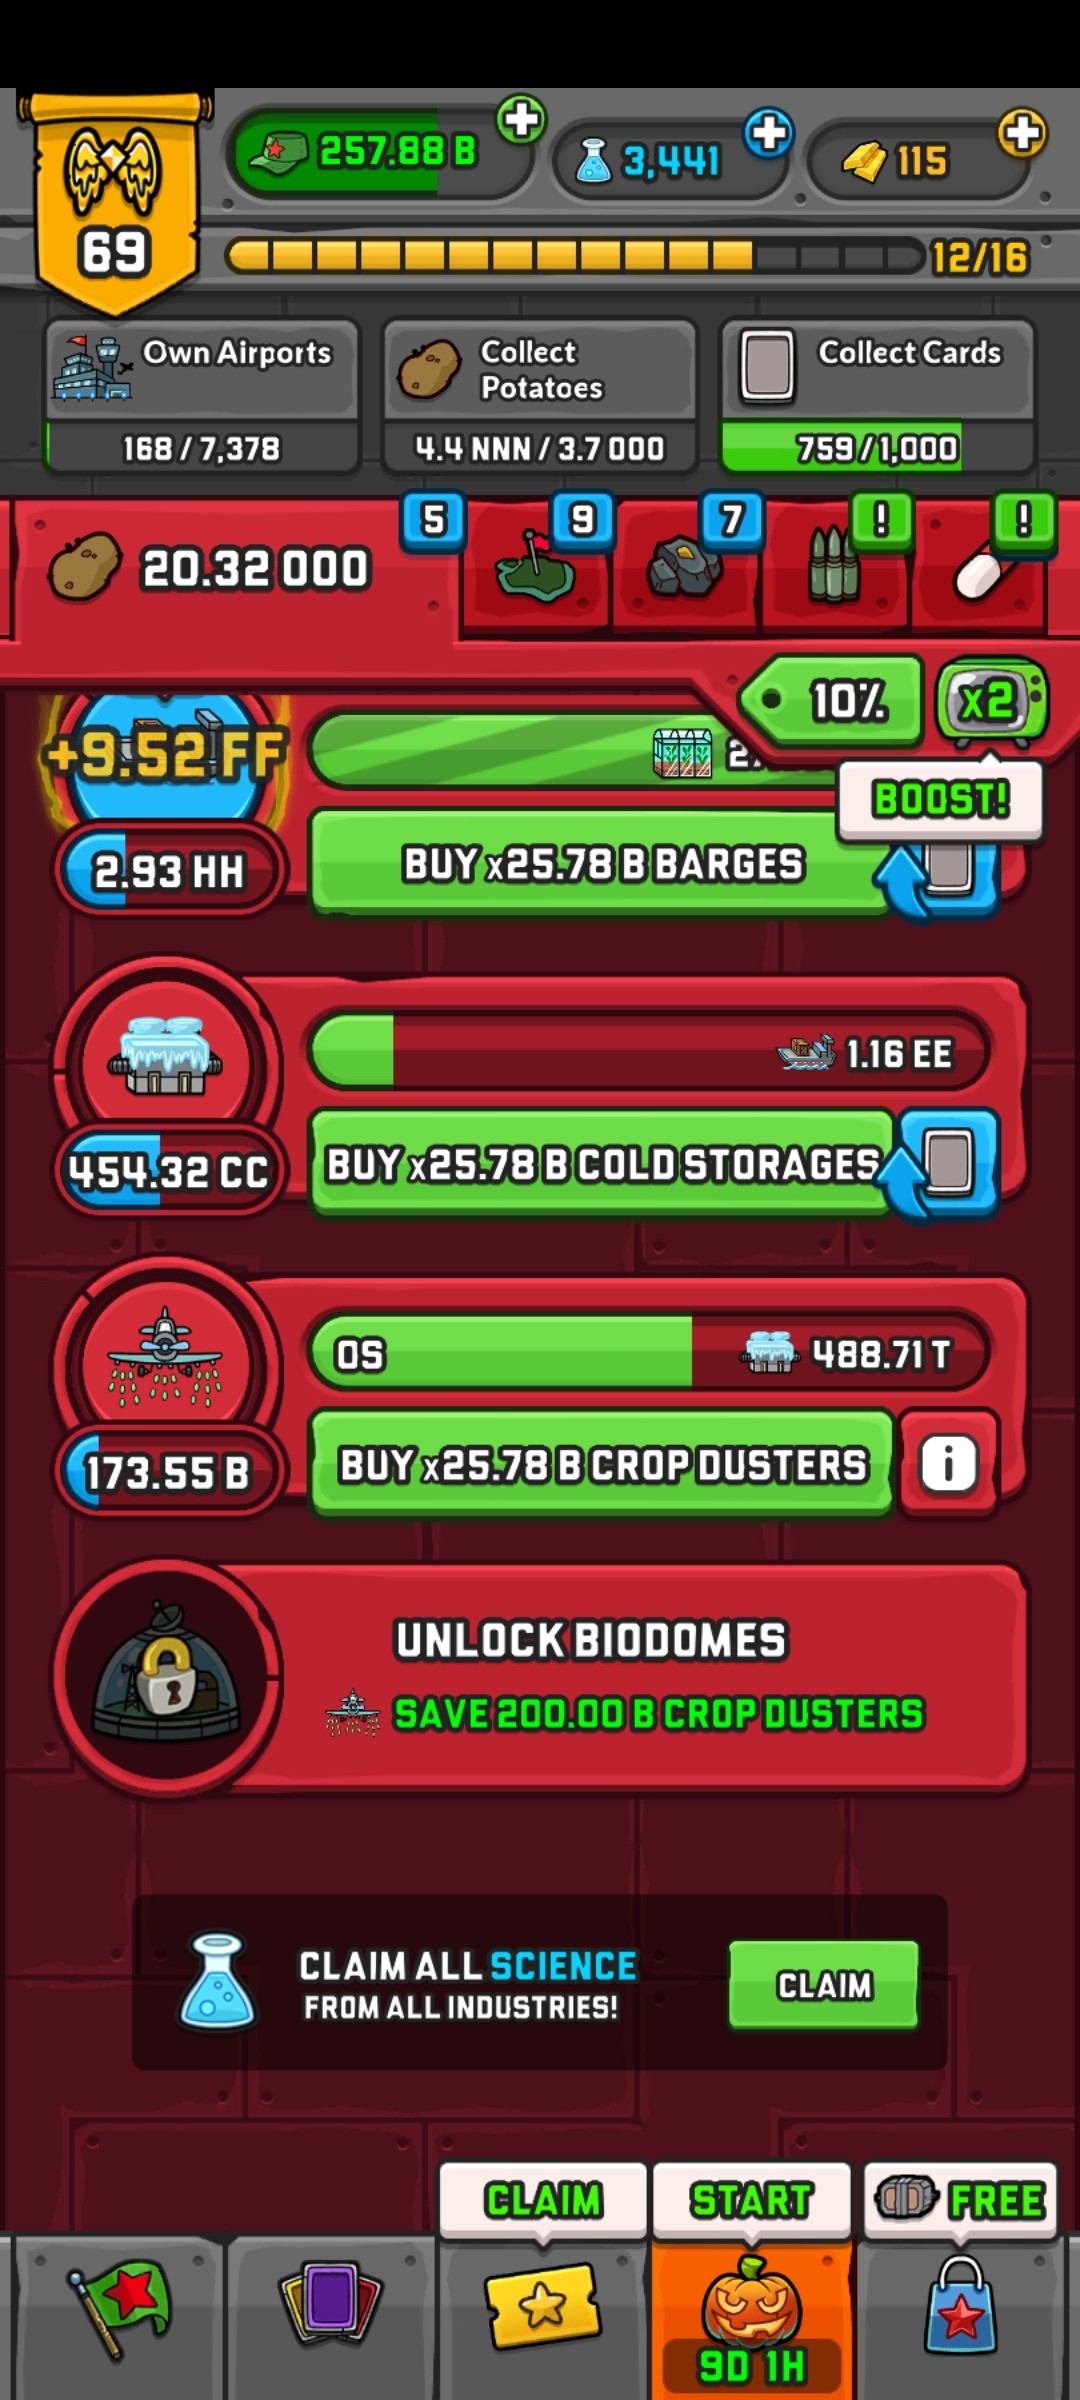 257.88 B
3,441
115
69
12/16
Own Airports
168 / 7,378
Collect
Potatoes
4.4 NNN / 3.7 OOO
Collect Cards
759 / 1,000
20.32 OOO
5
9
7
!
!
10%
x2
BOOST!
+9.52 FF
2.93 HH
BUY x25.78 B BARGES
1.16 EE
454.32 CC
BUY x25.78 B COLD STORAGES
0S
488.71 T
173.55 B
BUY x25.78 B CROP DUSTERS
i
UNLOCK BIODOMES
SAVE 200.00 B CROP DUSTERS
CLAIM ALL SCIENCE
FROM ALL INDUSTRIES!
CLAIM
CLAIM
START
FREE
9D 1H